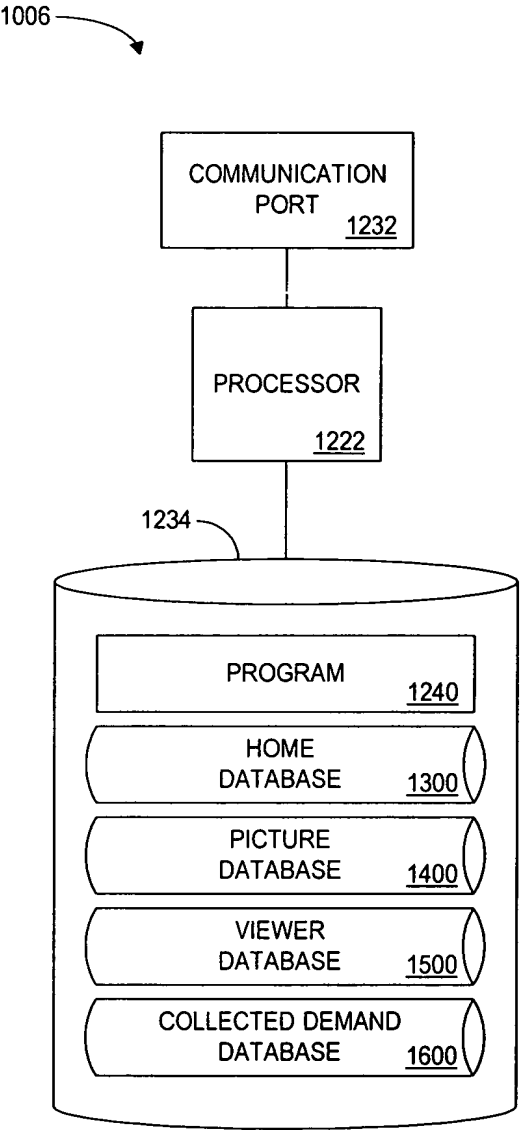 1006
COMMUNICATION
PORT
1232
PROCESSOR
1222
1234
PROGRAM
1240
HOME
DATABASE
1300
PICTURE
DATABASE
1400
VIEWER
DATABASE
1500
COLLECTED DEMAND
DATABASE
1600